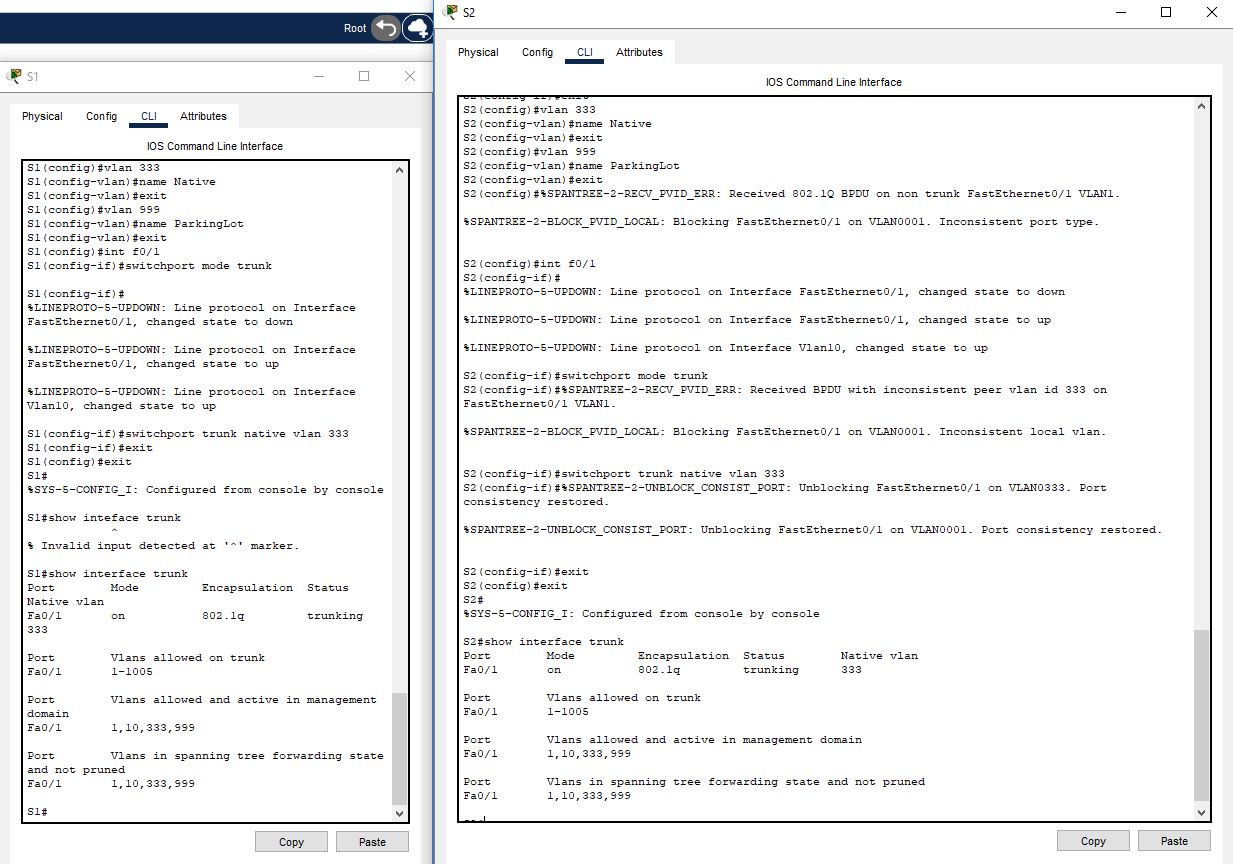 Root
S1
Physical Config CLI Attributes
IOS Command Line Interface
S1(config)#vlan 333
S1(config-vlan)#name Native
S1(config-vlan)#exit
S1(config)#vlan 999
S1(config-vlan)#name ParkingLot
S1(config-vlan)#exit
S1(config)#int f0/1
S1(config-if)#switchport mode trunk
S1(config-if)#
%LINEPROTO-5-UPDOWN: Line protocol on Interface
FastEthernet0/1, changed state to down
%LINEPROTO-5-UPDOWN: Line protocol on Interface
FastEthernet0/1, changed state to up
%LINEPROTO-5-UPDOWN: Line protocol on Interface
Vlan10, changed state to up
S1(config-if)#switchport trunk native vlan 333
S1(config-if)#exit
S1(config)#exit
S1#
%SYS-5-CONFIG_I: Configured from console by console
S1#show inteface trunk
^
% Invalid input detected at '^' marker.
S1#show interface trunk
Port Mode Encapsulation Status
Native vlan
Fa0/1 on 802.1q trunking
333
Port Vlans allowed on trunk
Fa0/1 1-1005
Port Vlans allowed and active in management
domain
Fa0/1 1,10,333,999
Port Vlans in spanning tree forwarding state
and not pruned
Fa0/1 1,10,333,999
S1#
Copy Paste
S2
Physical Config CLI Attributes
IOS Command Line Interface
S2(config-if)#exit
S2(config)#vlan 333
S2(config-vlan)#name Native
S2(config-vlan)#exit
S2(config)#vlan 999
S2(config-vlan)#name ParkingLot
S2(config-vlan)#exit
S2(config)#%SPANTREE-2-RECV_PVID_ERR: Received 802.1Q BPDU on non trunk FastEthernet0/1 VLAN1.
%SPANTREE-2-BLOCK_PVID_LOCAL: Blocking FastEthernet0/1 on VLAN0001. Inconsistent port type.
S2(config)#int f0/1
S2(config-if)#
%LINEPROTO-5-UPDOWN: Line protocol on Interface FastEthernet0/1, changed state to down
%LINEPROTO-5-UPDOWN: Line protocol on Interface FastEthernet0/1, changed state to up
%LINEPROTO-5-UPDOWN: Line protocol on Interface Vlan10, changed state to up
S2(config-if)#switchport mode trunk
S2(config-if)#%SPANTREE-2-RECV_PVID_ERR: Received BPDU with inconsistent peer vlan id 333 on
FastEthernet0/1 VLAN1.
%SPANTREE-2-BLOCK_PVID_LOCAL: Blocking FastEthernet0/1 on VLAN0001. Inconsistent local vlan.
S2(config-if)#switchport trunk native vlan 333
S2(config-if)#%SPANTREE-2-UNBLOCK_CONSIST_PORT: Unblocking FastEthernet0/1 on VLAN0333. Port
consistency restored.
%SPANTREE-2-UNBLOCK_CONSIST_PORT: Unblocking FastEthernet0/1 on VLAN0001. Port consistency restored.
S2(config-if)#exit
S2(config)#exit
S2#
%SYS-5-CONFIG_I: Configured from console by console
S2#show interface trunk
Port Mode Encapsulation Status Native vlan
Fa0/1 on 802.1q trunking 333
Port Vlans allowed on trunk
Fa0/1 1-1005
Port Vlans allowed and active in management domain
Fa0/1 1,10,333,999
Port Vlans in spanning tree forwarding state and not pruned
Fa0/1 1,10,333,999
Copy Paste